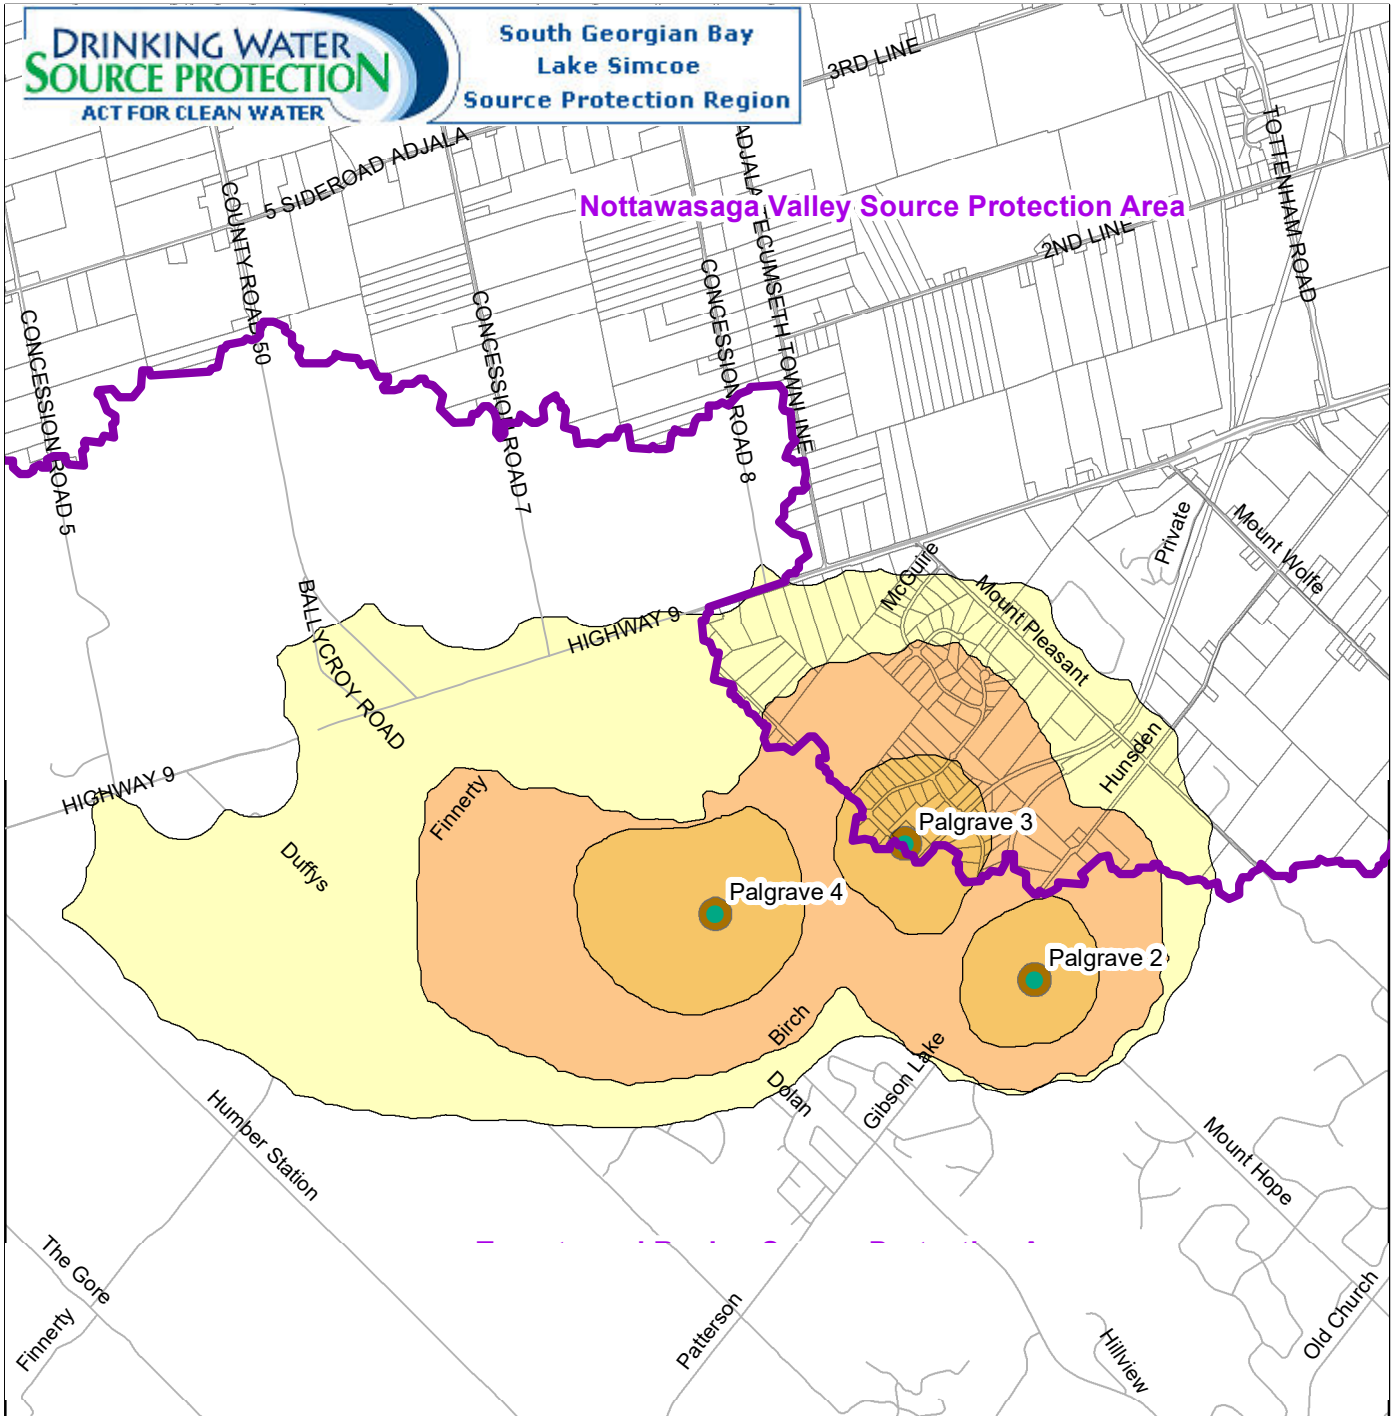 DRINKING WATER
SOURCE PROTECTION
ACT FOR CLEAN WATER
South Georgian Bay
Lake Simcoe
Source Protection Region
3RD LINE
TOTTENHAM ROAD
5 SIDEROAD ADJALA
ADJALA TECUMSETH TOWNLINE
COUNTY ROAD 50
Nottawasaga Valley Source Protection Area
2ND LINE
CONCESSION ROAD 5
CONCESSION ROAD 7
CONCESSION ROAD 8
Private
Mount Wolfe
McGuire
Mount Pleasant
BALLYCROY ROAD
HIGHWAY 9
Hunsden
HIGHWAY 9
Finnerty
Palgrave 3
Duffys
Palgrave 4
Palgrave 2
Birch
Dolan
Gibson Lake
Humber Station
Mount Hope
The Gore
Finnerty
Patterson
Hillview
Old Church